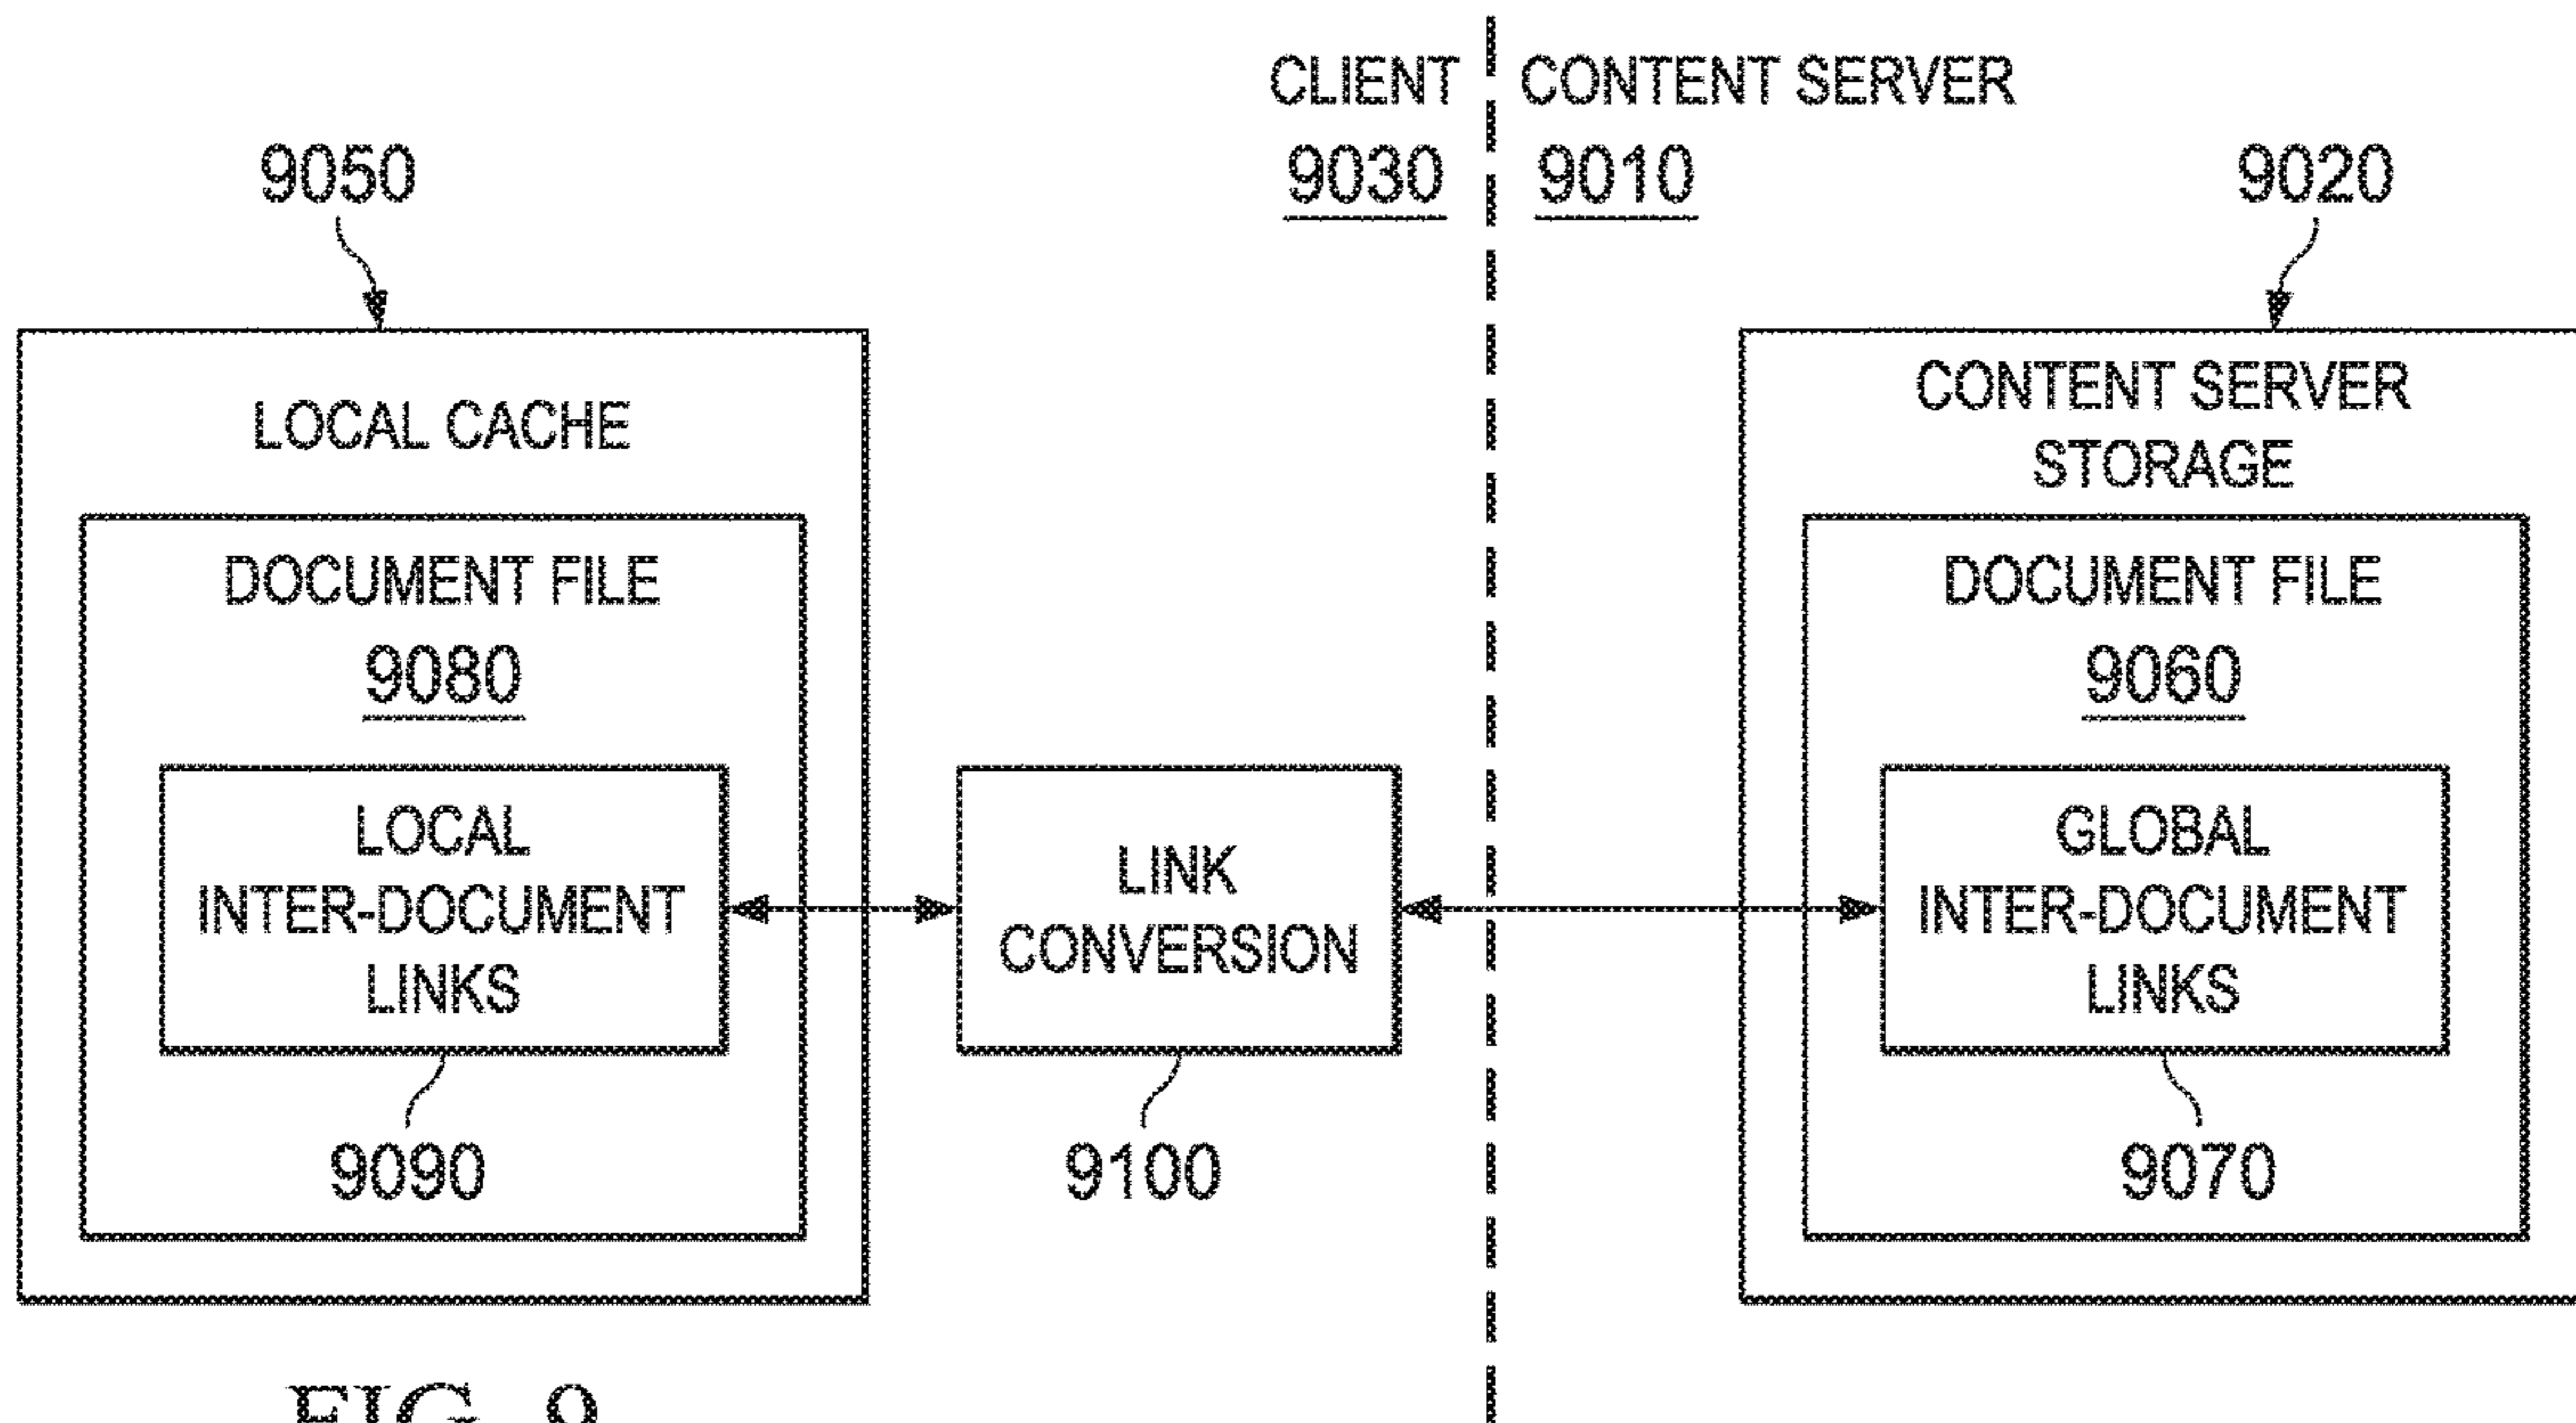 CLIENT
9030
CONTENT SERVER
9010
9050
LOCAL CACHE
DOCUMENT FILE
9080
LOCAL
INTER-DOCUMENT
LINKS
9090
LINK
CONVERSION
9100
9020
CONTENT SERVER
STORAGE
DOCUMENT FILE
9060
GLOBAL
INTER-DOCUMENT
LINKS
9070